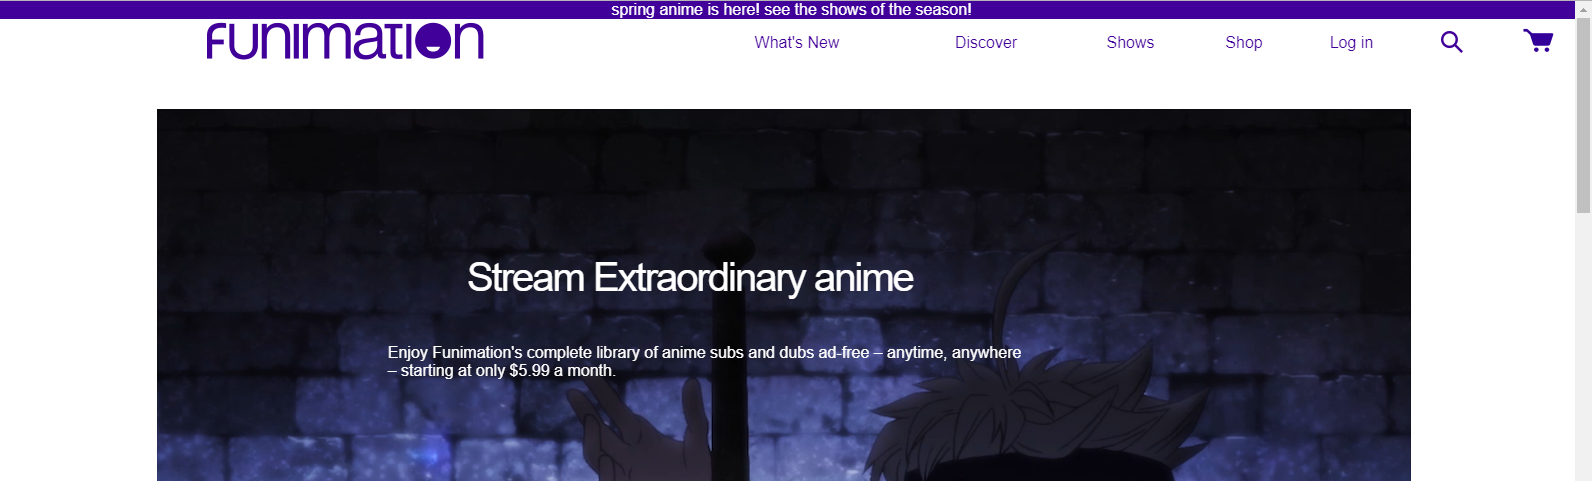 spring anime is here! see the shows of the season!
funimation
What's New Discover Shows Shop Log in
Stream Extraordinary anime
Enjoy Funimation's complete library of anime subs and dubs ad-free – anytime, anywhere
– starting at only $5.99 a month.